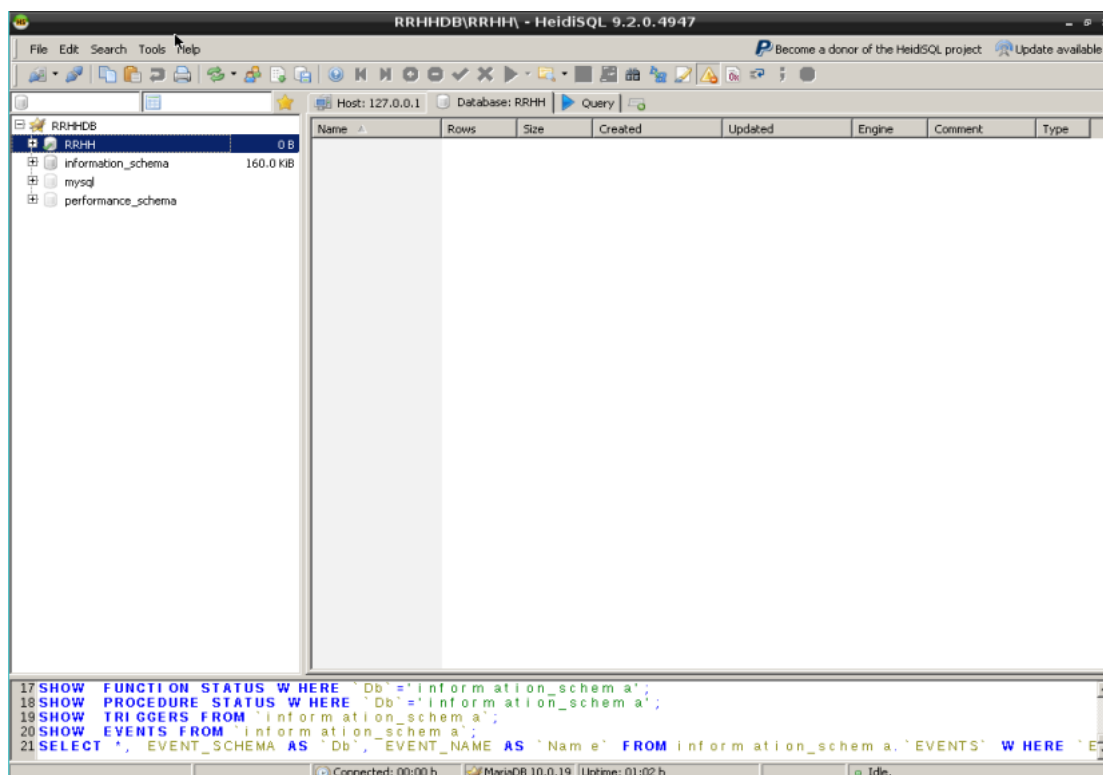 RRHHDB\RRHH\ - HeidiSQL 9.2.0.4947
File Edit Search Tools Help
Become a donor of the HeidiSQL project Update available
Host: 127.0.0.1 Database: RRHH Query
RRHHDB
RRHH 0 B
information_schema 160.0 KiB
mysql
performance_schema
Name Rows Size Created Updated Engine Comment Type
17 SHOW FUNCTION STATUS WHERE `Db`='information_schema';
18 SHOW PROCEDURE STATUS WHERE `Db`='information_schema';
19 SHOW TRIGGERS FROM `information_schema`;
20 SHOW EVENTS FROM `information_schema`;
21 SELECT *, EVENT_SCHEMA AS `Db`, EVENT_NAME AS `Name` FROM information_schema.`EVENTS` WHERE `E
Connected: 00:00 h MariaDB 10.0.19 Uptime: 01:02 h Idle.